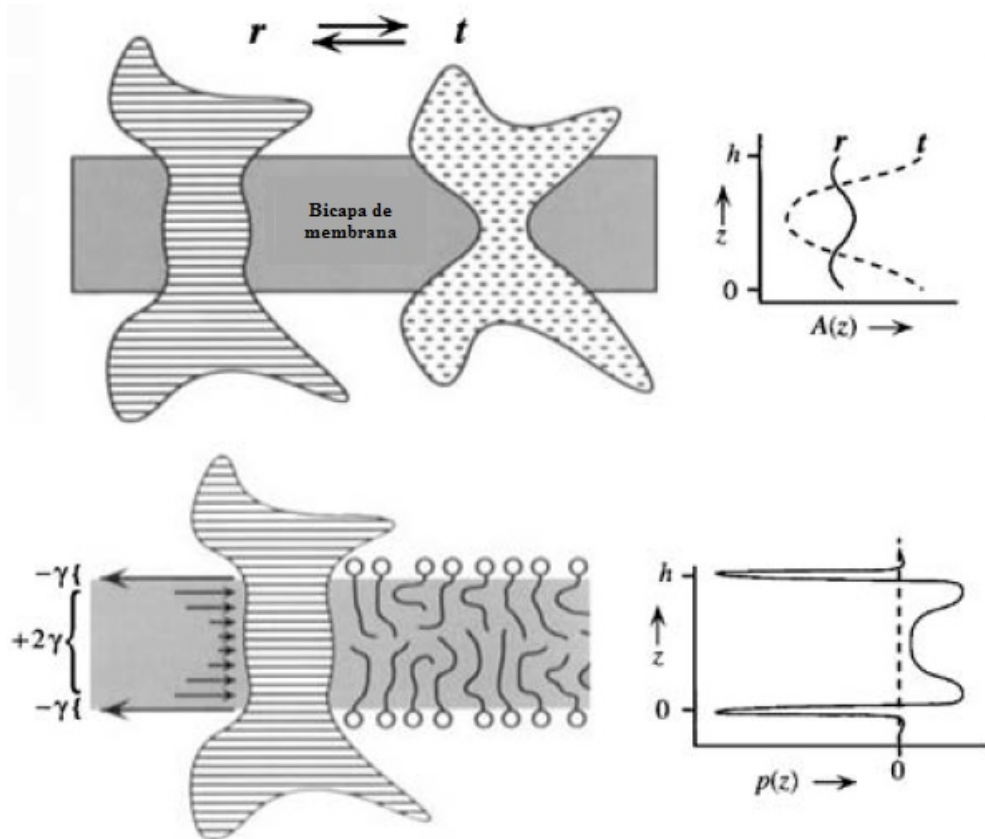 r ⇌ t
Bicapa de
membrana
r t
h
z
0
A(z)
−γ{
+2γ{
−γ{
h
z
0
0
p(z)